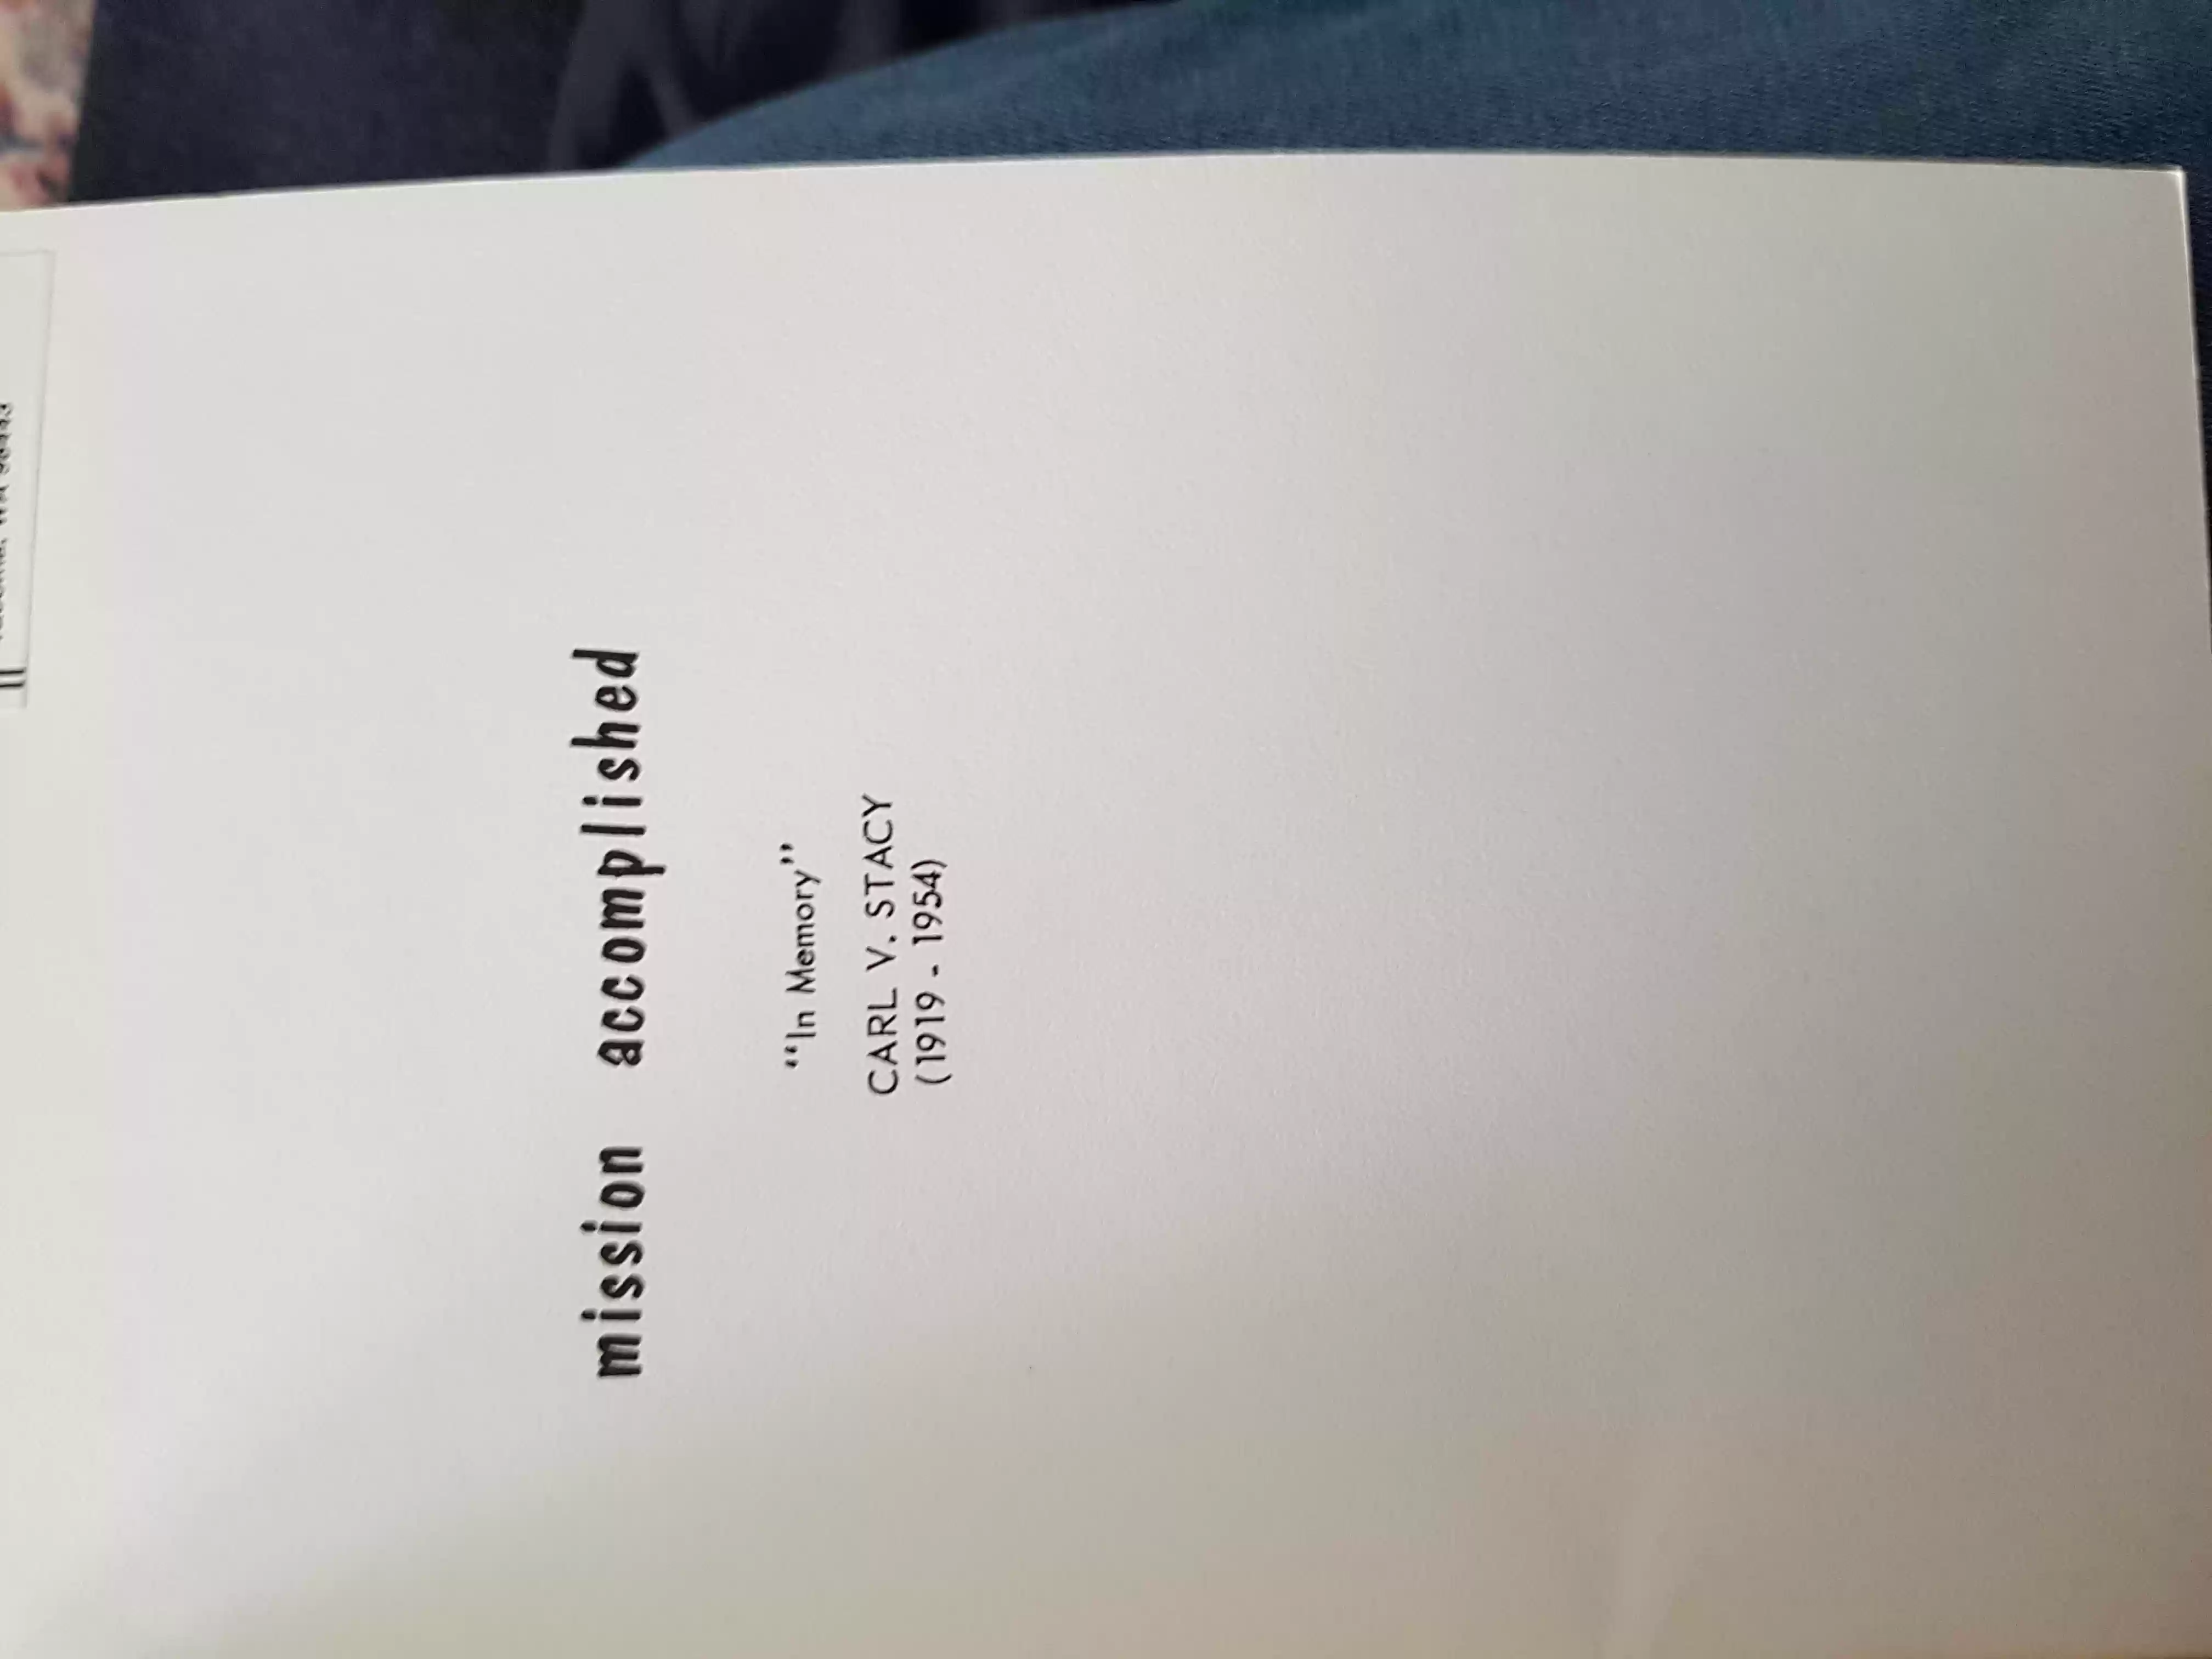 mission accomplished
“In Memory”
CARL V. STACY
(1919 - 1954)